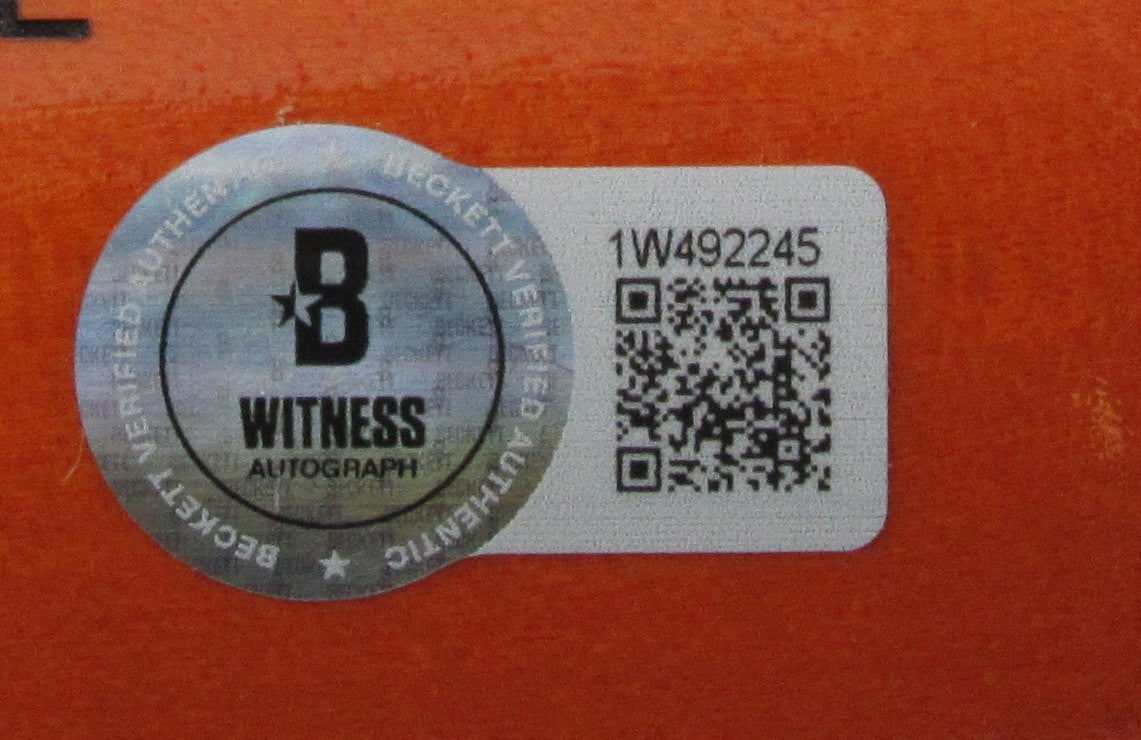 BECKETT VERIFIED AUTHENTIC ★ BECKETT VERIFIED AUTHENTIC ★
B
WITNESS
AUTOGRAPH
1W492245